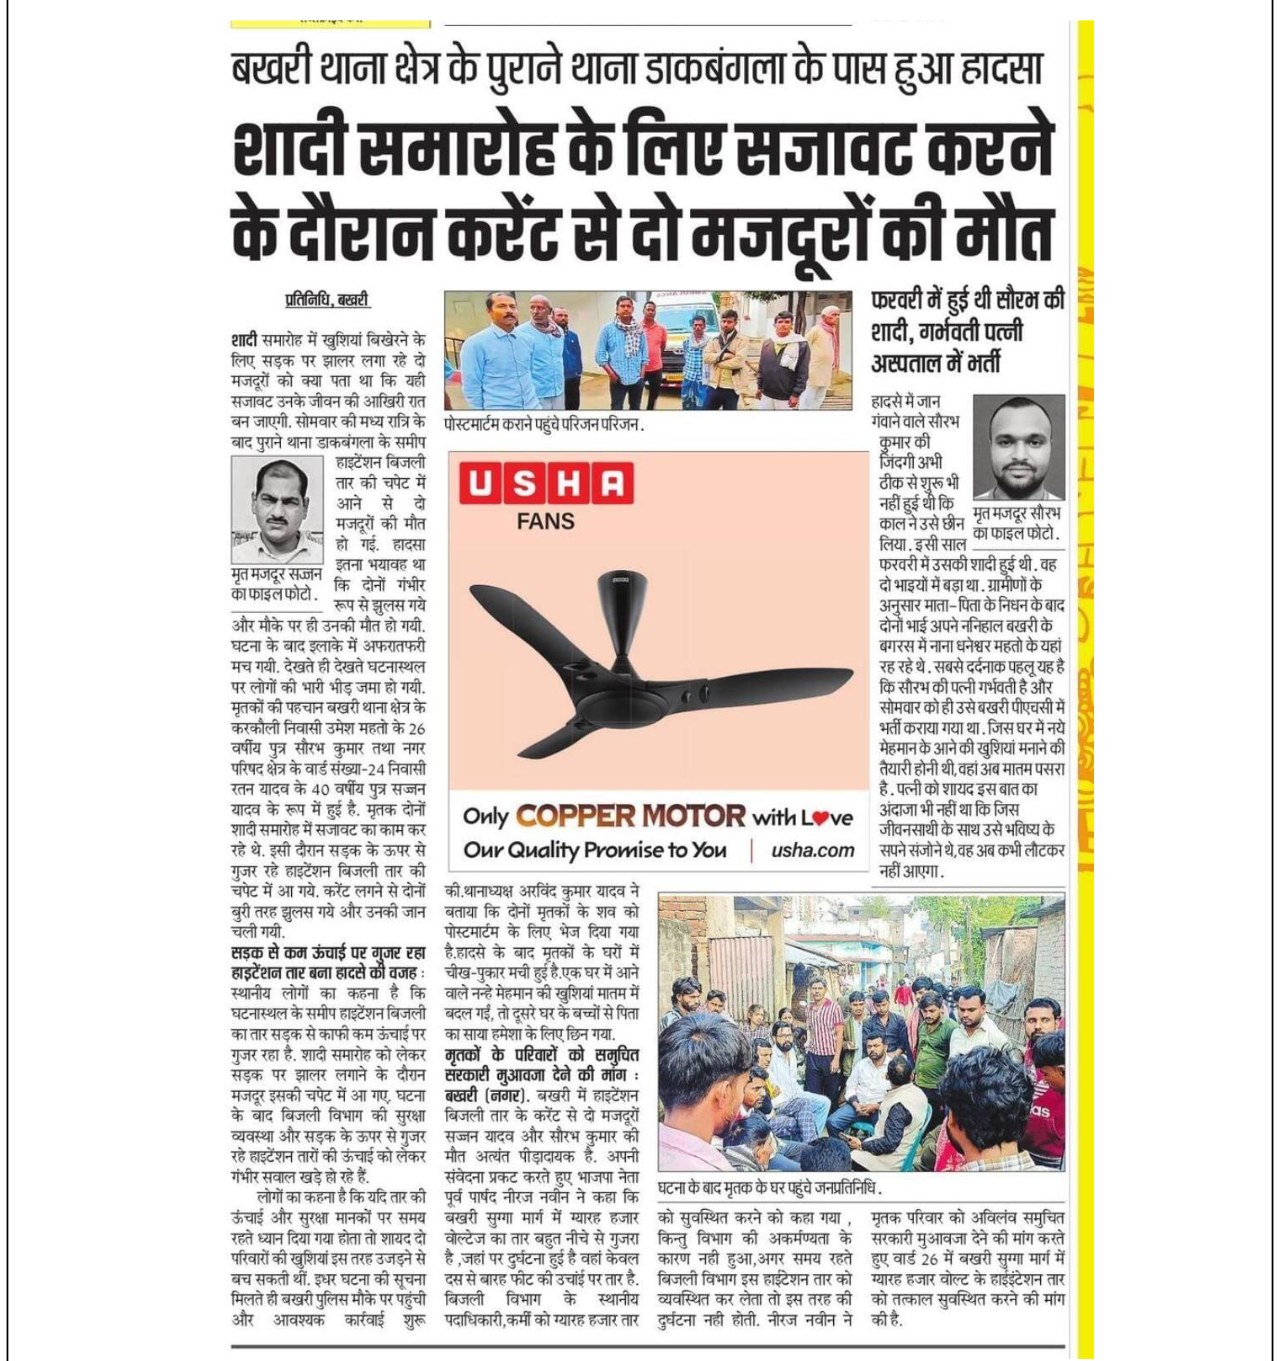 बखरी थाना क्षेत्र के पुराने थाना डाकबंगला के पास हुआ हादसा
शादी समारोह के लिए सजावट करने
के दौरान करेंट से दो मजदूरों की मौत
प्रतिनिधि, बखरी
शादी समारोह में खुशियां बिखेरने के
लिए सड़क पर झालर लगा रहे दो
मजदूरों को क्या पता था कि यही
सजावट उनके जीवन की आखिरी रात
बन जाएगी. सोमवार की मध्य रात्रि के
बाद पुराने थाना डाकबंगला के समीप
हाइटेंशन बिजली
तार की चपेट में
आने से दो
मजदूरों की मौत
हो गई. हादसा
इतना भयावह था
कि दोनों गंभीर
रूप से झुलस गये
मृत मजदूर सज्जन
का फाइल फोटो.
और मौके पर ही उनकी मौत हो गयी.
घटना के बाद इलाके में अफरातफरी
मच गयी. देखते ही देखते घटनास्थल
पर लोगों की भारी भीड़ जमा हो गयी.
मृतकों की पहचान बखरी थाना क्षेत्र के
करकौली निवासी उमेश महतो के 26
वर्षीय पुत्र सौरभ कुमार तथा नगर
परिषद क्षेत्र के वार्ड संख्या-24 निवासी
रतन यादव के 40 वर्षीय पुत्र सज्जन
यादव के रूप में हुई है. मृतक दोनों
शादी समारोह में सजावट का काम कर
रहे थे. इसी दौरान सड़क के ऊपर से
गुजर रहे हाइटेंशन बिजली तार की
चपेट में आ गये. करेंट लगने से दोनों
बुरी तरह झुलस गये और उनकी जान
चली गयी.
सड़क से कम ऊंचाई पर गुजर रहा
हाइटेंशन तार बना हादसे की वजह :
स्थानीय लोगों का कहना है कि
घटनास्थल के समीप हाइटेंशन बिजली
का तार सड़क से काफी कम ऊंचाई पर
गुजर रहा है. शादी समारोह को लेकर
सड़क पर झालर लगाने के दौरान
मजदूर इसकी चपेट में आ गए. घटना
के बाद बिजली विभाग की सुरक्षा
व्यवस्था और सड़क के ऊपर से गुजर
रहे हाइटेंशन तारों की ऊंचाई को लेकर
गंभीर सवाल खड़े हो रहे हैं.
लोगों का कहना है कि यदि तार की
ऊंचाई और सुरक्षा मानकों पर समय
रहते ध्यान दिया गया होता तो शायद दो
परिवारों की खुशियां इस तरह उजड़ने से
बच सकती थीं. इधर घटना की सूचना
मिलते ही बखरी पुलिस मौके पर पहुंची
और आवश्यक कार्रवाई शुरू
पोस्टमार्टम कराने पहुंचे परिजन परिजन.
USHA
FANS
Only COPPER MOTOR with Love
Our Quality Promise to You | usha.com
की.थानाध्यक्ष अरविंद कुमार यादव ने
बताया कि दोनों मृतकों के शव को
पोस्टमार्टम के लिए भेज दिया गया
है.हादसे के बाद मृतकों के घरों में
चीख-पुकार मची हुई है.एक घर में आने
वाले नन्हे मेहमान की खुशियां मातम में
बदल गईं, तो दूसरे घर के बच्चों से पिता
का साया हमेशा के लिए छिन गया.
मृतकों के परिवारों को समुचित
सरकारी मुआवजा देने की मांग :
बखरी (नगर). बखरी में हाइटेंशन
बिजली तार के करेंट से दो मजदूरों
सज्जन यादव और सौरभ कुमार की
मौत अत्यंत पीड़ादायक है. अपनी
संवेदना प्रकट करते हुए भाजपा नेता
पूर्व पार्षद नीरज नवीन ने कहा कि
बखरी सुग्गा मार्ग में ग्यारह हजार
वोल्टेज का तार बहुत नीचे से गुजरा
है ,जहां पर दुर्घटना हुई है वहां केवल
दस से बारह फीट की उचांई पर तार है.
बिजली विभाग के स्थानीय
पदाधिकारी,कर्मी को ग्यारह हजार तार
फरवरी में हुई थी सौरभ की
शादी, गर्भवती पत्नी
अस्पताल में भर्ती
हादसे में जान
गंवाने वाले सौरभ
कुमार की
जिंदगी अभी
ठीक से शुरू भी
नहीं हुई थी कि
काल ने उसे छीन
लिया. इसी साल
मृत मजदूर सौरभ
का फाइल फोटो.
फरवरी में उसकी शादी हुई थी. वह
दो भाइयों में बड़ा था. ग्रामीणों के
अनुसार माता-पिता के निधन के बाद
दोनों भाई अपने ननिहाल बखरी के
बगरस में नाना धनेश्वर महतो के यहां
रह रहे थे. सबसे दर्दनाक पहलू यह है
कि सौरभ की पत्नी गर्भवती है और
सोमवार को ही उसे बखरी पीएचसी में
भर्ती कराया गया था. जिस घर में नये
मेहमान के आने की खुशियां मनाने की
तैयारी होनी थी, वहां अब मातम पसरा
है. पत्नी को शायद इस बात का
अंदाजा भी नहीं था कि जिस
जीवनसाथी के साथ उसे भविष्य के
सपने संजोने थे,वह अब कभी लौटकर
नहीं आएगा.
घटना के बाद मृतक के घर पहुंचे जनप्रतिनिधि.
को सुवस्थित करने को कहा गया ,
किन्तु विभाग की अकर्मण्यता के
कारण नही हुआ,अगर समय रहते
बिजली विभाग इस हाईटेशन तार को
व्यवस्थित कर लेता तो इस तरह की
दुर्घटना नही होती. नीरज नवीन ने
मृतक परिवार को अविलंव समुचित
सरकारी मुआवजा देने की मांग करते
हुए वार्ड 26 में बखरी सुग्गा मार्ग में
ग्यारह हजार वोल्ट के हाईइंटेशन तार
को तत्काल सुवस्थित करने की मांग
की है.